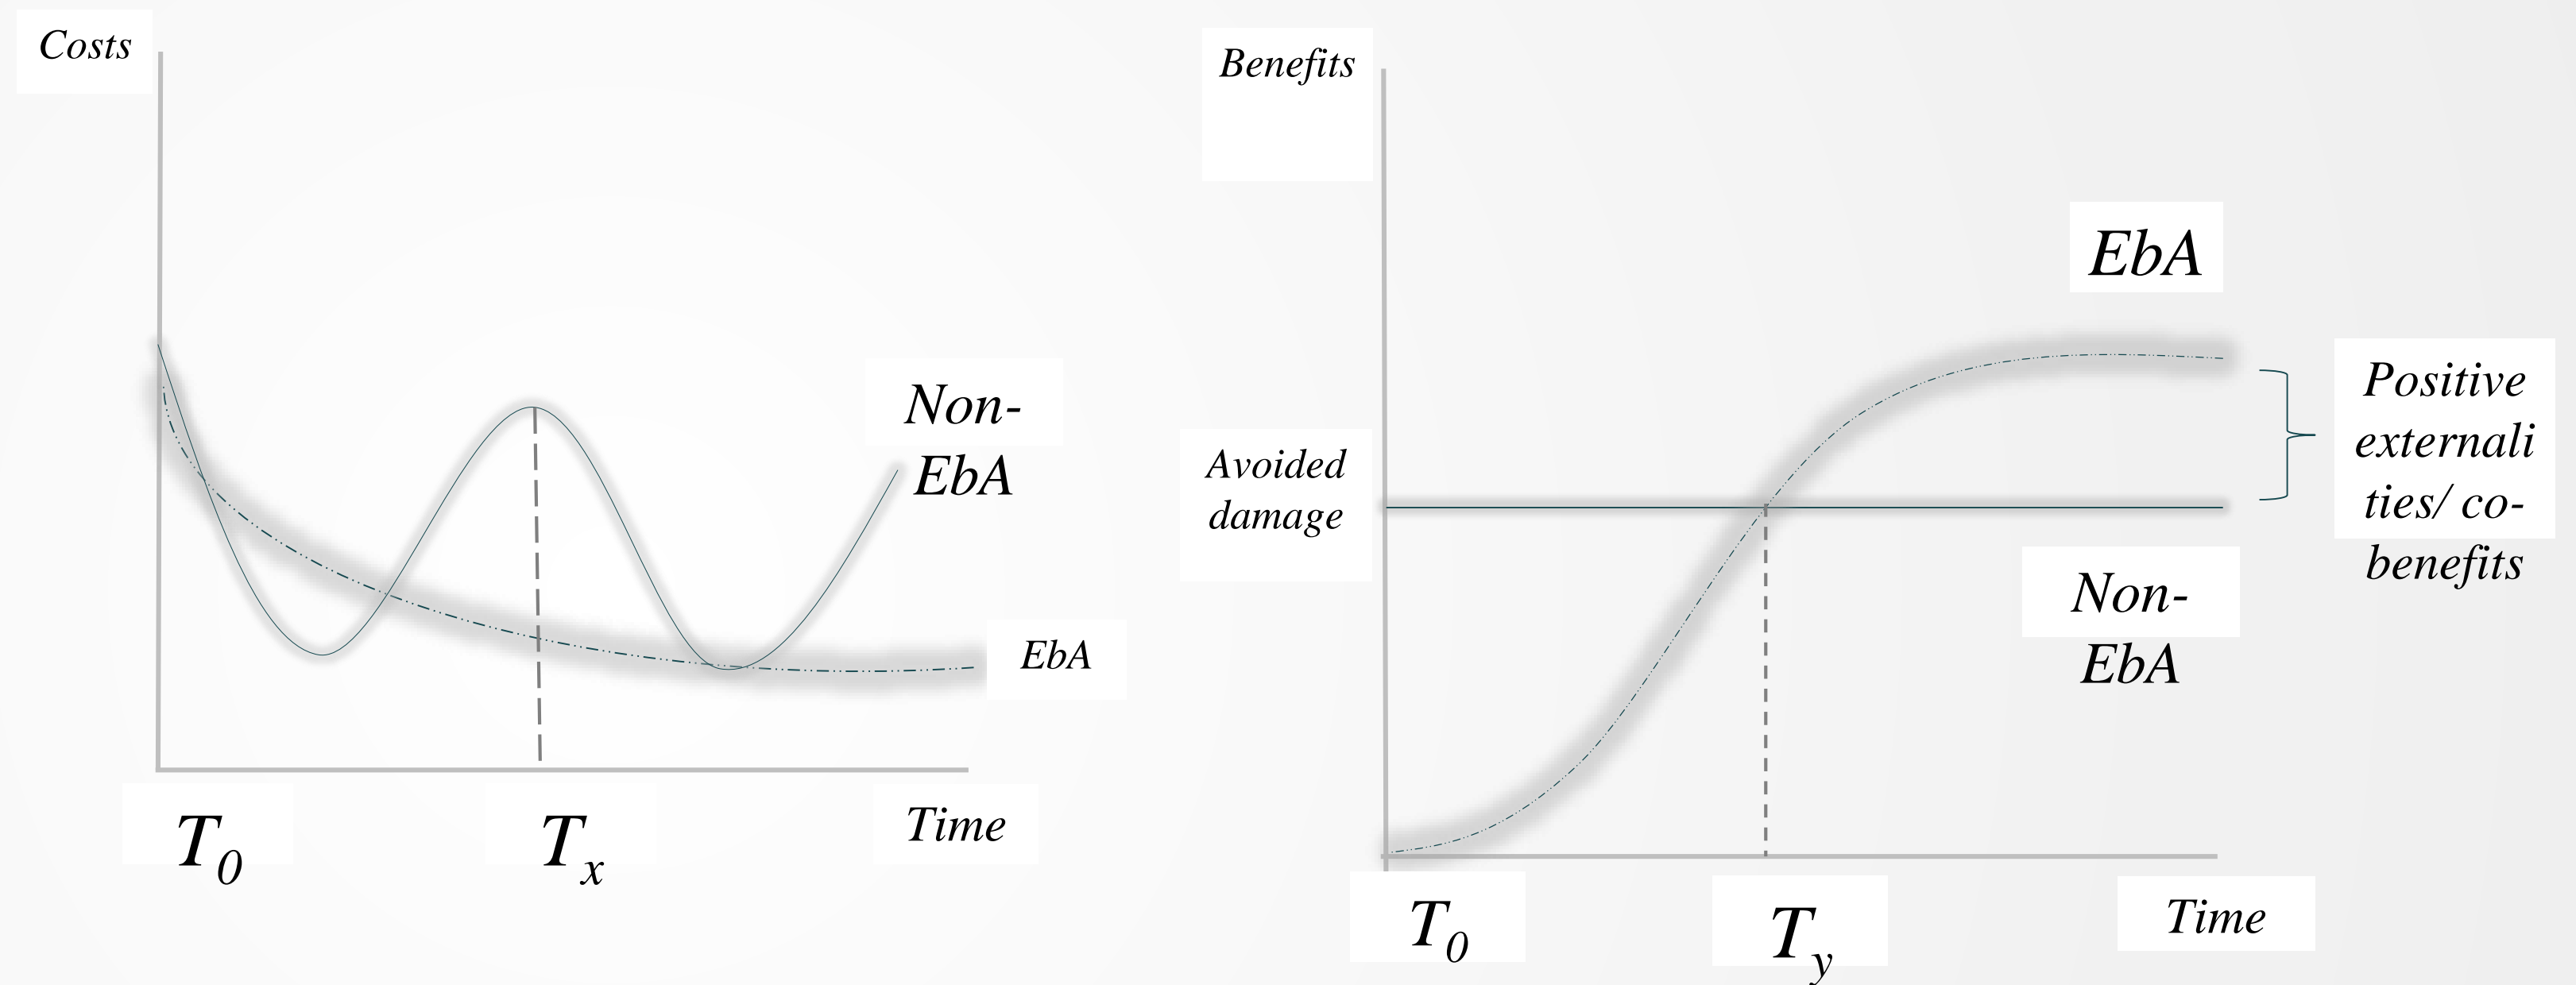 Costs
Non-
EbA
EbA
T0
Tx
Time
Benefits
EbA
Avoided
damage
Positive
externali
ties/ co-
benefits
Non-
EbA
T0
Ty
Time